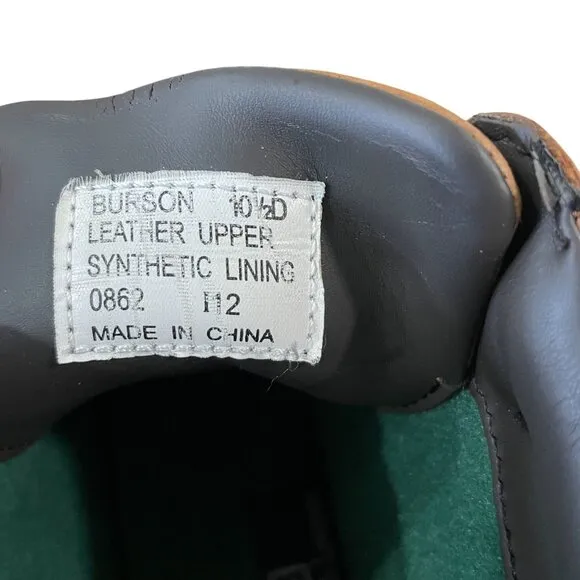 BURSON 10½D
LEATHER UPPER
SYNTHETIC LINING
0862 I12
MADE IN CHINA